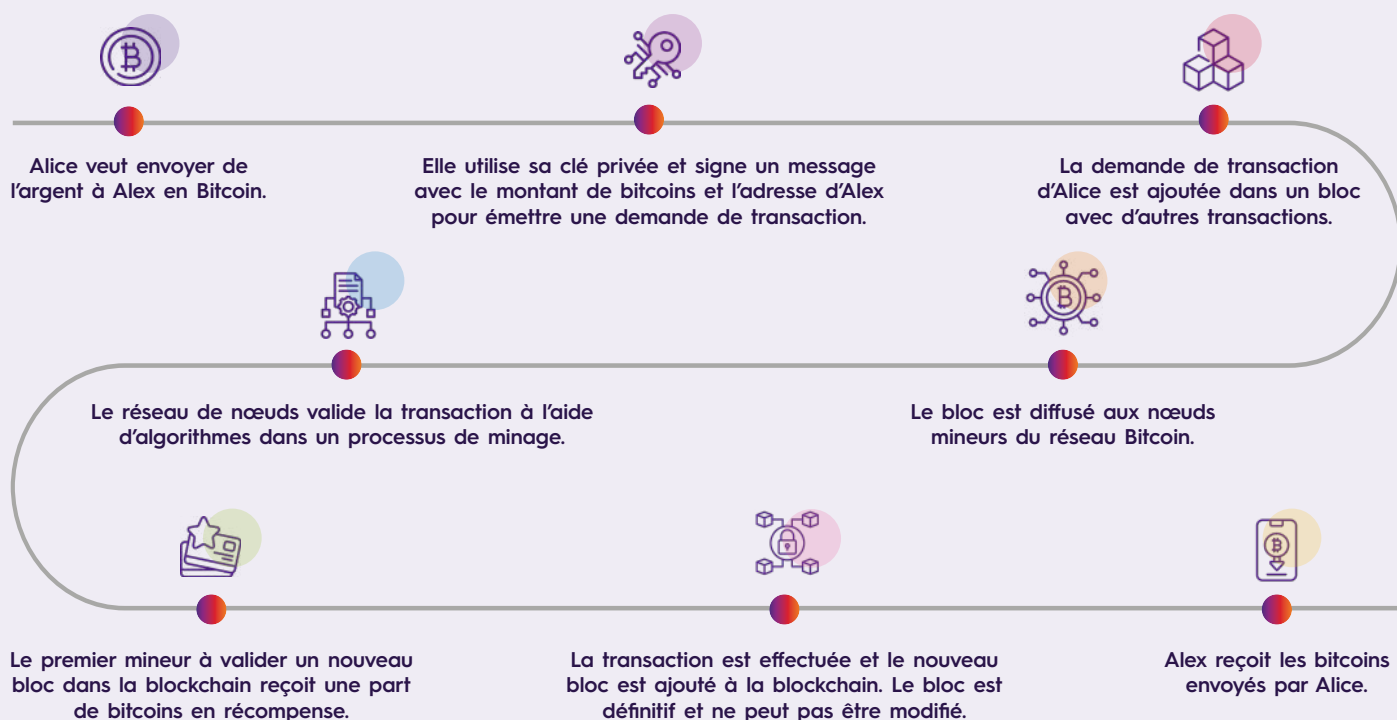 Alice veut envoyer de
l’argent à Alex en Bitcoin.
Elle utilise sa clé privée et signe un message
avec le montant de bitcoins et l’adresse d’Alex
pour émettre une demande de transaction.
La demande de transaction
d’Alice est ajoutée dans un bloc
avec d’autres transactions.
Le bloc est diffusé aux nœuds
mineurs du réseau Bitcoin.
Le réseau de nœuds valide la transaction à l’aide
d’algorithmes dans un processus de minage.
Le premier mineur à valider un nouveau
bloc dans la blockchain reçoit une part
de bitcoins en récompense.
La transaction est effectuée et le nouveau
bloc est ajouté à la blockchain. Le bloc est
définitif et ne peut pas être modifié.
Alex reçoit les bitcoins
envoyés par Alice.